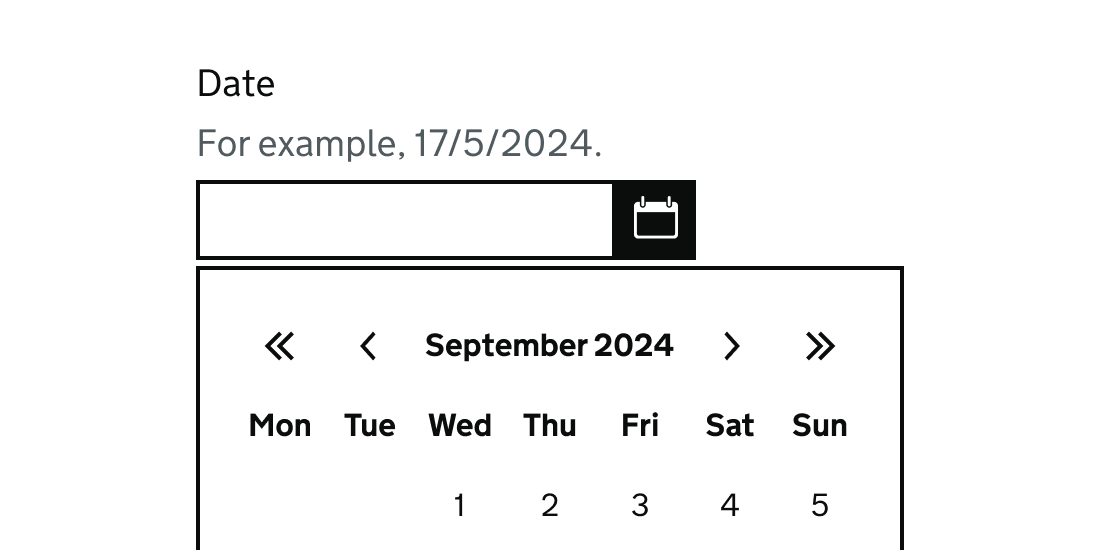 Date
For example, 17/5/2024.
September 2024
Mon Tue Wed Thu Fri Sat Sun
1 2 3 4 5